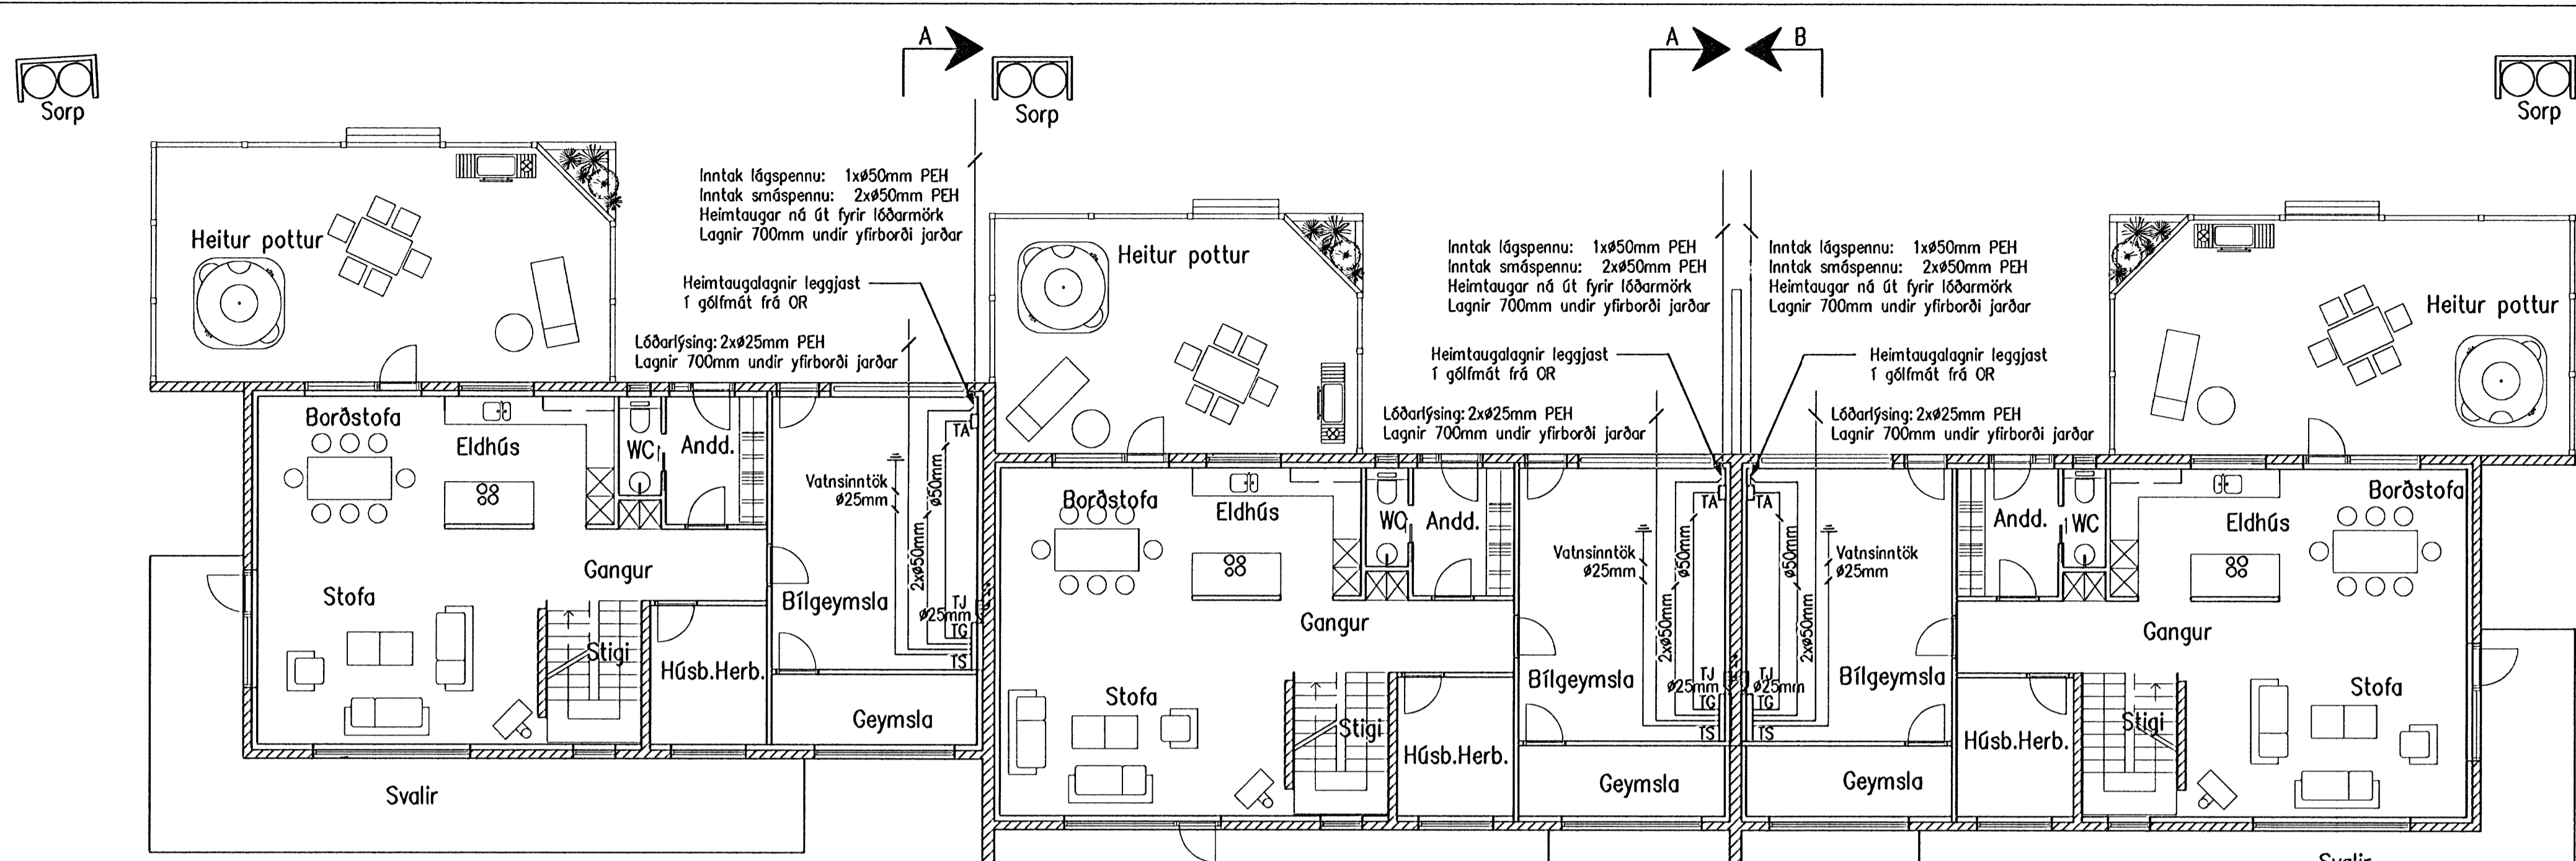 A
A
B
Sorp
Sorp
Sorp
Inntak lágspennu: 1xø50mm PEH
Inntak smáspennu: 2xø50mm PEH
Heimtaugar ná út fyrir lóðarmörk
Lagnir 700mm undir yfirborði jarðar
Heimtaugalagnir leggjast
í gólfmát frá OR
Lóðarlýsing: 2xø25mm PEH
Lagnir 700mm undir yfirborði jarðar
Heitur pottur
Borðstofa
Eldhús
WC
Andd.
TA
Vatnsinntök
ø25mm
ø50mm
2xø50mm
Gangur
Stofa
Bílgeymsla
TJ
ø25mm
TG
TS
Stigi
Húsb.Herb.
Geymsla
Svalir
Heitur pottur
Inntak lágspennu: 1xø50mm PEH
Inntak smáspennu: 2xø50mm PEH
Heimtaugar ná út fyrir lóðarmörk
Lagnir 700mm undir yfirborði jarðar
Heimtaugalagnir leggjast
í gólfmát frá OR
Lóðarlýsing: 2xø25mm PEH
Lagnir 700mm undir yfirborði jarðar
Borðstofa
Eldhús
WC
Andd.
TA
Vatnsinntök
ø25mm
ø50mm
2xø50mm
Gangur
Stofa
Bílgeymsla
TJ
ø25mm
TG
TS
Stigi
Húsb.Herb.
Geymsla
Inntak lágspennu: 1xø50mm PEH
Inntak smáspennu: 2xø50mm PEH
Heimtaugar ná út fyrir lóðarmörk
Lagnir 700mm undir yfirborði jarðar
Heimtaugalagnir leggjast
í gólfmát frá OR
Lóðarlýsing: 2xø25mm PEH
Lagnir 700mm undir yfirborði jarðar
Heitur pottur
TA
Vatnsinntök
ø25mm
ø50mm
2xø50mm
Andd.
WC
Eldhús
Borðstofa
Gangur
Stofa
Bílgeymsla
TJ
ø25mm
TG
TS
Stigi
Húsb.Herb.
Geymsla
Svalir